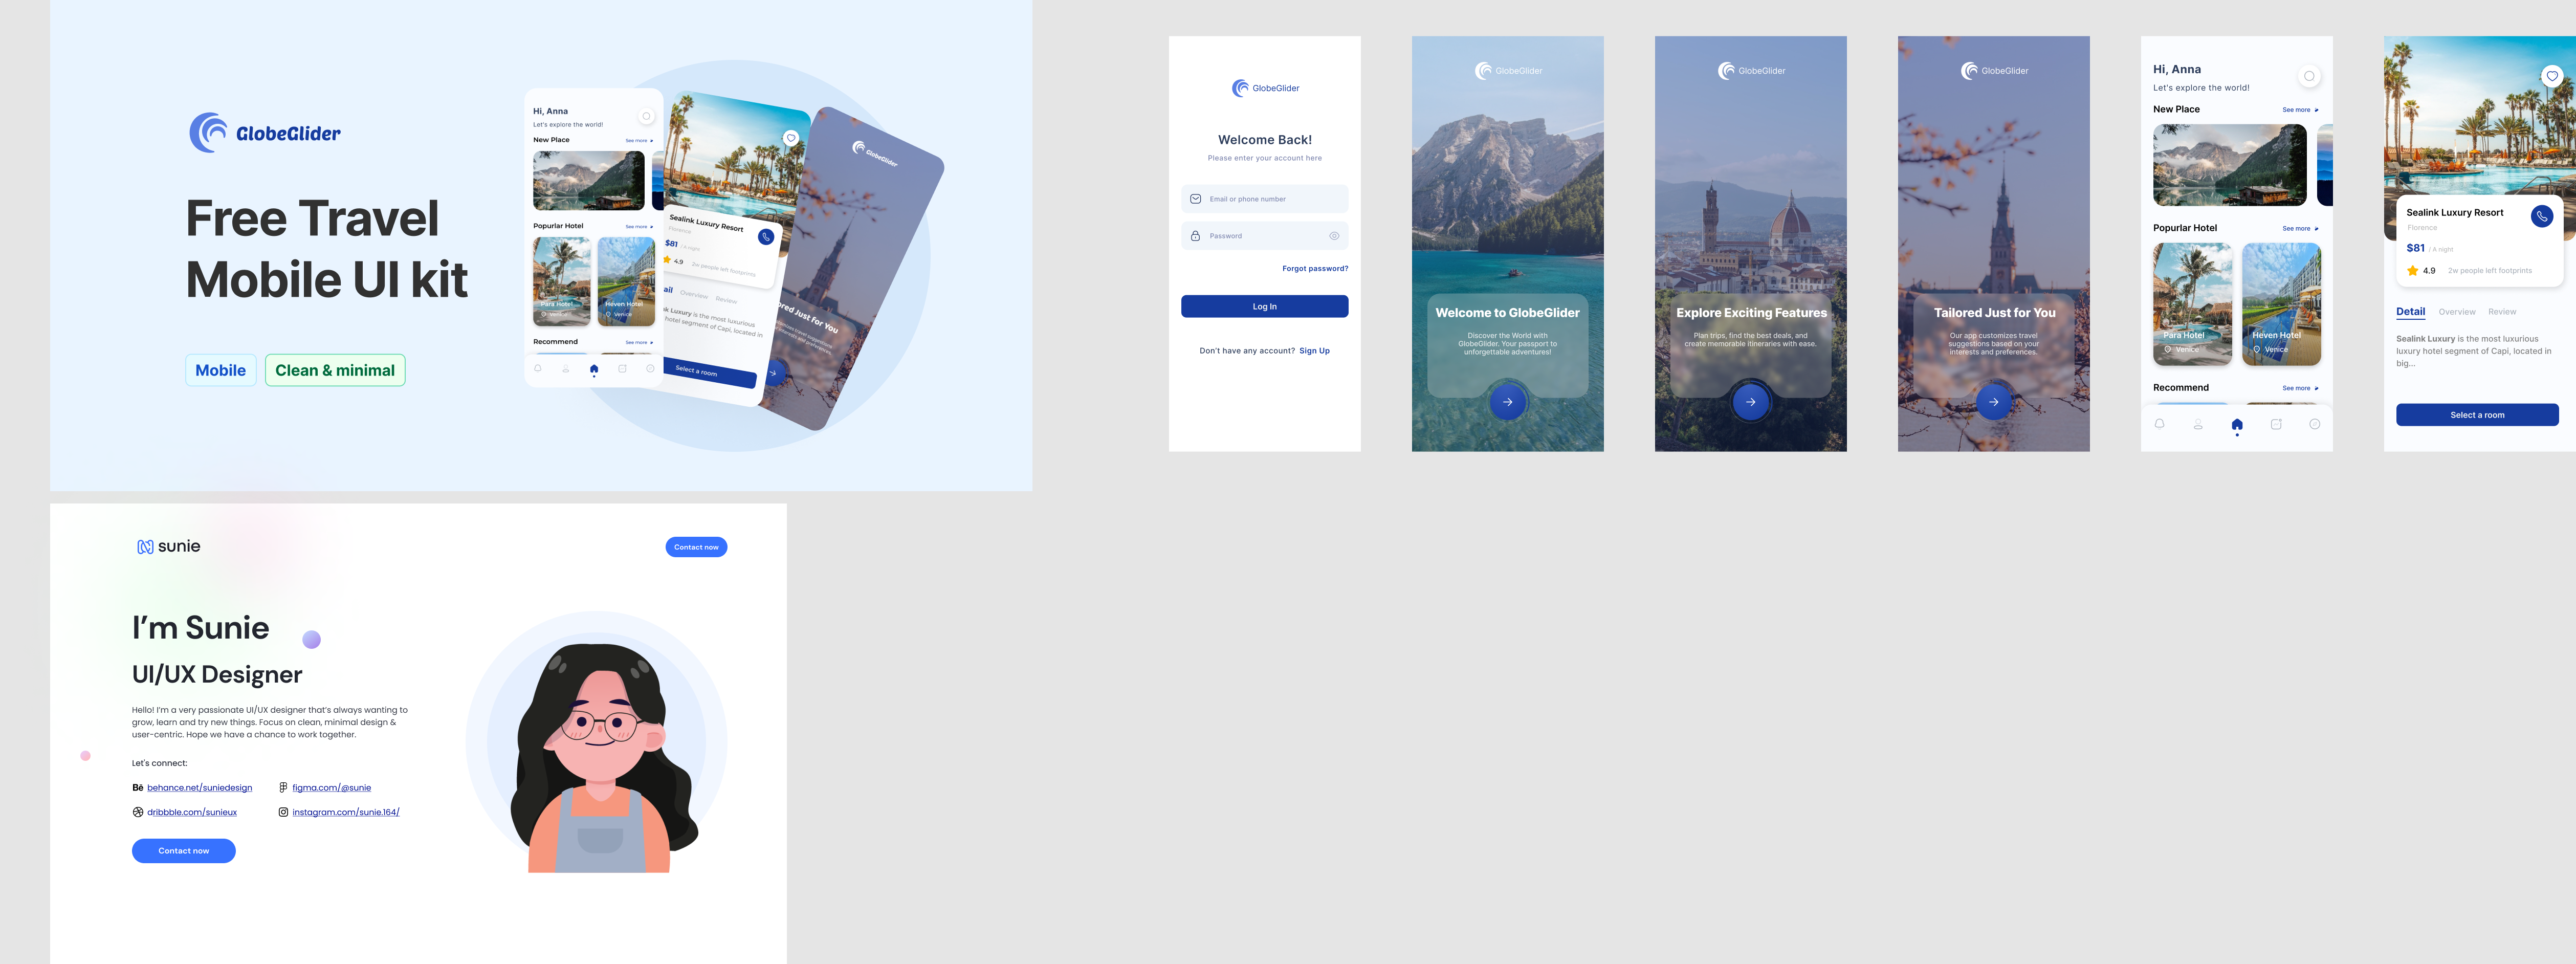 GlobeGlider
Free Travel
Mobile UI kit
Mobile
Clean & minimal
Hi, Anna
Let's explore the world!
New Place
See more
Popurlar Hotel
See more
Para Hotel
Venice
Heven Hotel
Venice
Recommend
See more
Sealink Luxury Resort
Florence
$81 / A night
4.9
2w people left footprints
ail
Overview
Review
k Luxury is the most luxurious
hotel segment of Capi, located in
Select a room
GlobeGlider
ored Just for You
GlobeGlider
Welcome Back!
Please enter your account here
Email or phone number
Password
Forgot password?
Log In
Don't have any account? Sign Up
GlobeGlider
Welcome to GlobeGlider
Discover the World with
GlobeGlider. Your passport to
unforgettable adventures!
GlobeGlider
Explore Exciting Features
Plan trips, find the best deals, and
create memorable itineraries with ease.
GlobeGlider
Tailored Just for You
Our app customizes travel
suggestions based on your
interests and preferences.
Hi, Anna
Let's explore the world!
New Place
See more
Popurlar Hotel
See more
Para Hotel
Venice
Heven Hotel
Venice
Recommend
See more
Sealink Luxury Resort
Florence
$81 / A night
4.9
2w people left footprints
Detail
Overview
Review
Sealink Luxury is the most luxurious
luxury hotel segment of Capi, located in
big...
Select a room
sunie
Contact now
I'm Sunie
UI/UX Designer
Hello! I'm a very passionate UI/UX designer that's always wanting to
grow, learn and try new things. Focus on clean, minimal design &
user-centric. Hope we have a chance to work together.
Let's connect:
Bē behance.net/suniedesign
figma.com/@sunie
dribbble.com/sunieux
instagram.com/sunie.164/
Contact now